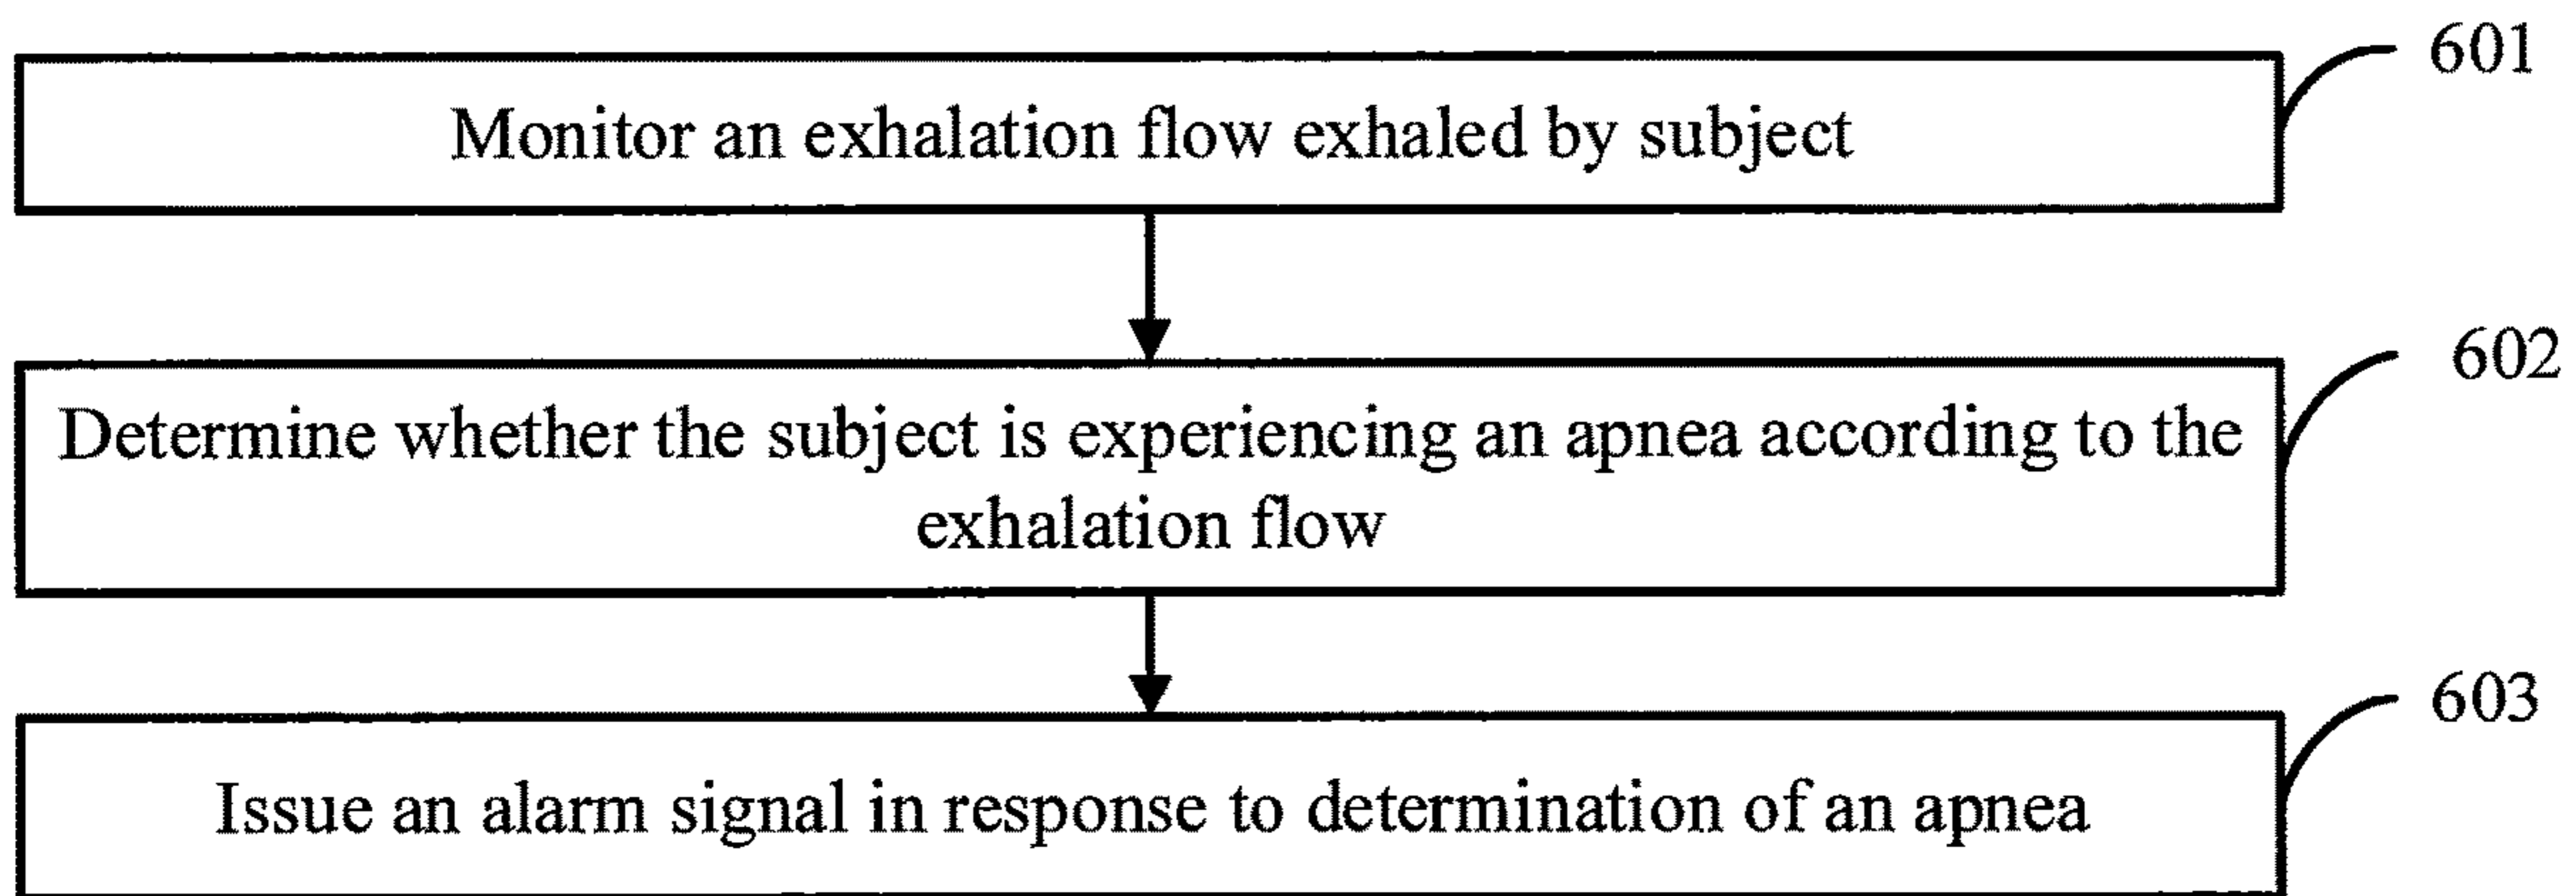 601
Monitor an exhalation flow exhaled by subject
602
Determine whether the subject is experiencing an apnea according to the
exhalation flow
603
Issue an alarm signal in response to determination of an apnea